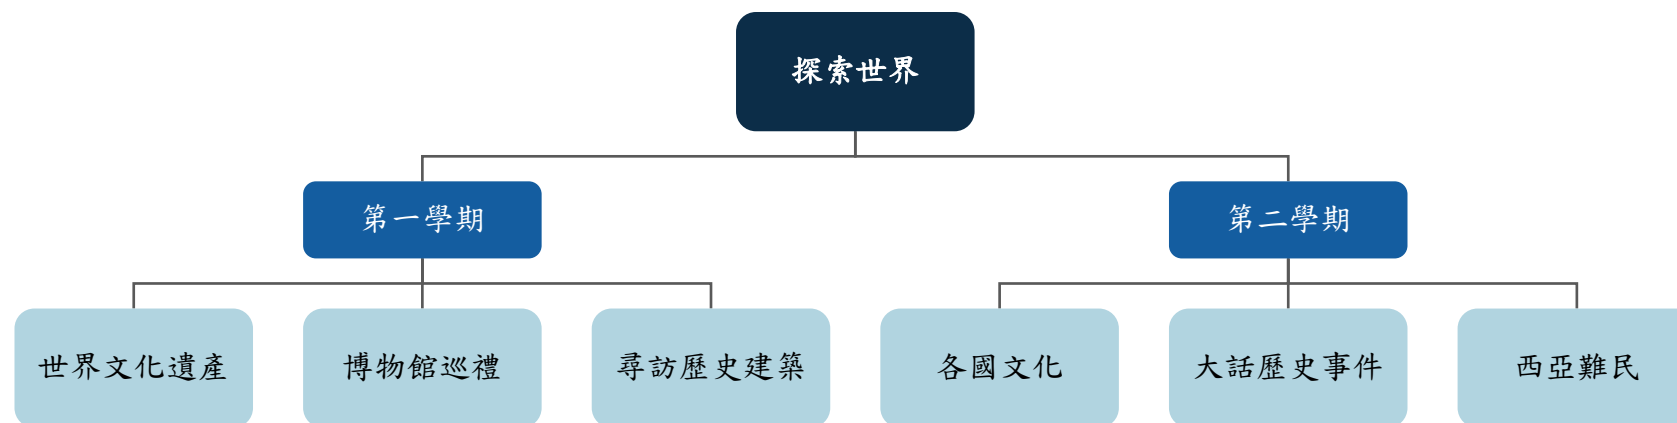 探索世界
第一學期
第二學期
世界文化遺產
博物館巡禮
尋訪歷史建築
各國文化
大話歷史事件
西亞難民